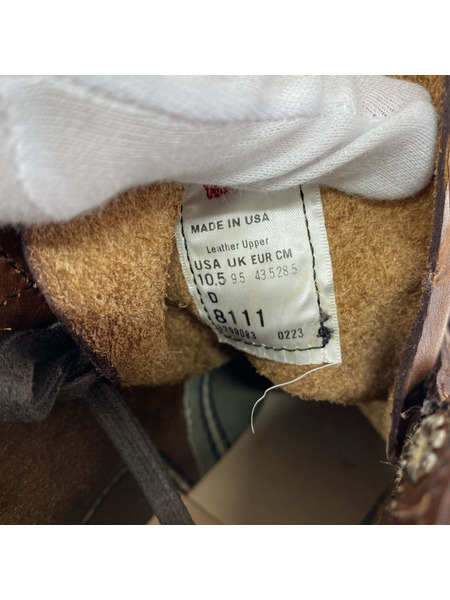 MADE IN USA
Leather Upper
USA UK EUR CM
10.5 9.5 43.5 28.5
D
8111
0223